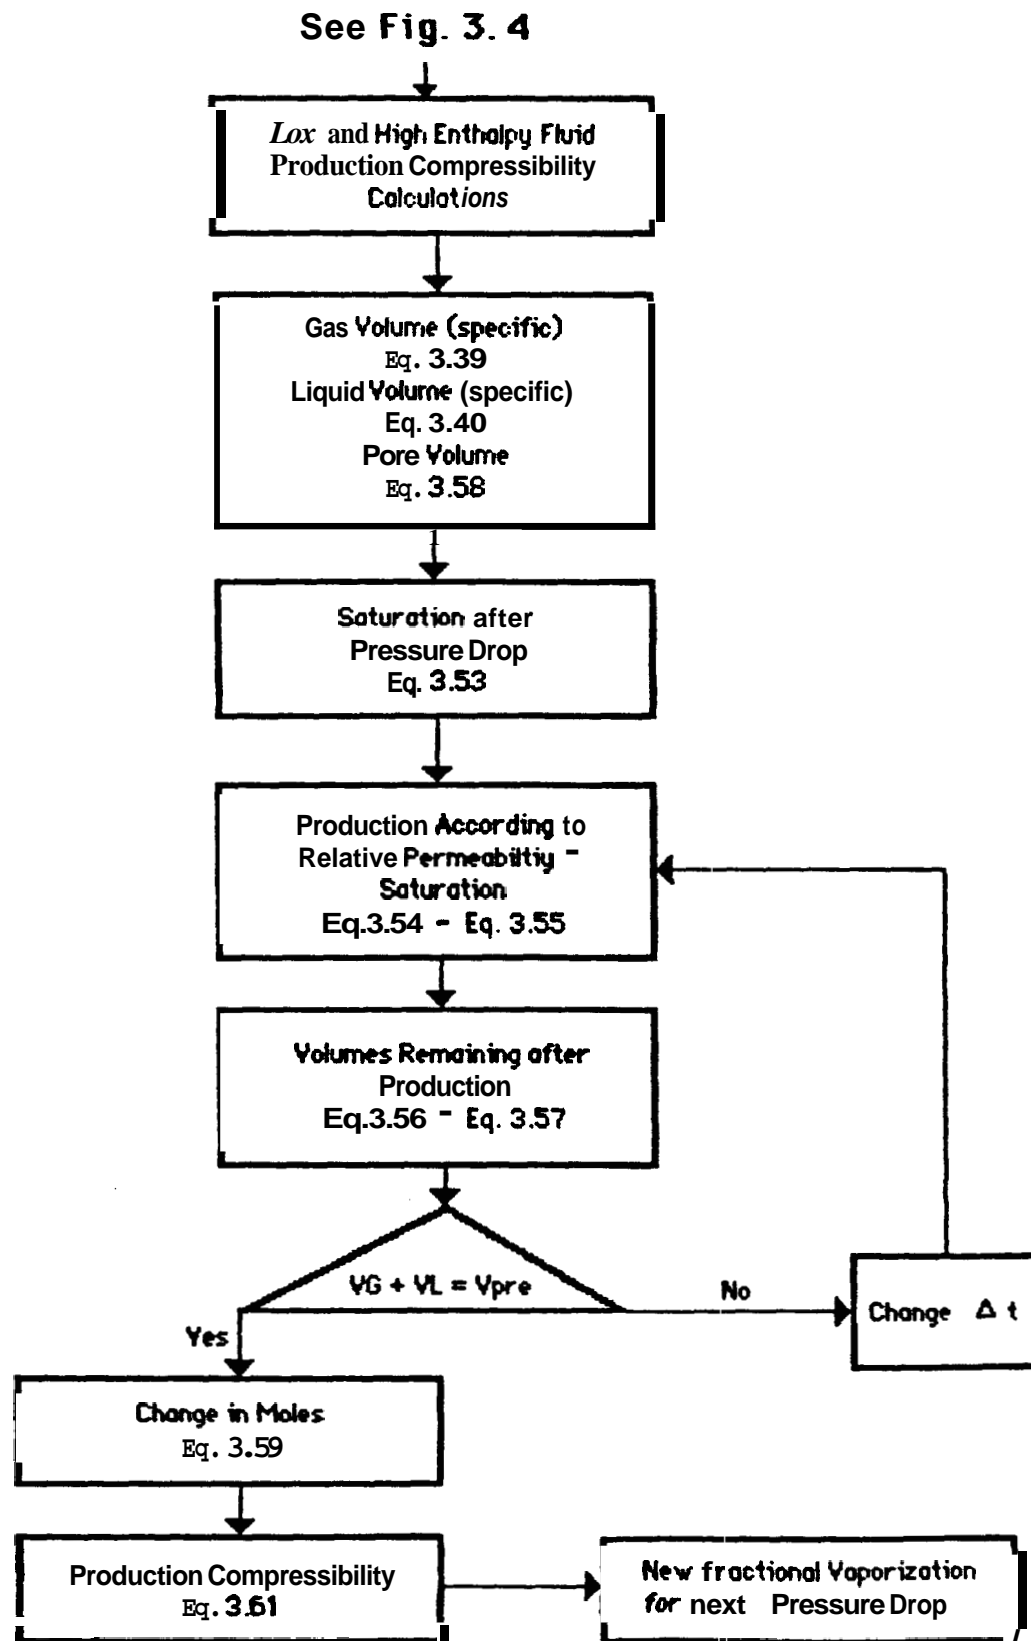 See Fig. 3.4
Lox and High Enthalpy Fluid
Production Compressibility
Calculations
Gas Volume (specific)
Eq. 3.39
Liquid Volume (specific)
Eq. 3.40
Pore Volume
Eq. 3.58
Saturation after
Pressure Drop
Eq. 3.53
Production According to
Relative Permeabiltiy -
Saturation
Eq.3.54 - Eq. 3.55
Volumes Remaining after
Production
Eq.3.56 - Eq. 3.57
VG + VL = Vpre
No
Change Δ t
Yes
Change in Moles
Eq. 3.59
Production Compressibility
Eq. 3.61
New fractional Vaporization
for next Pressure Drop